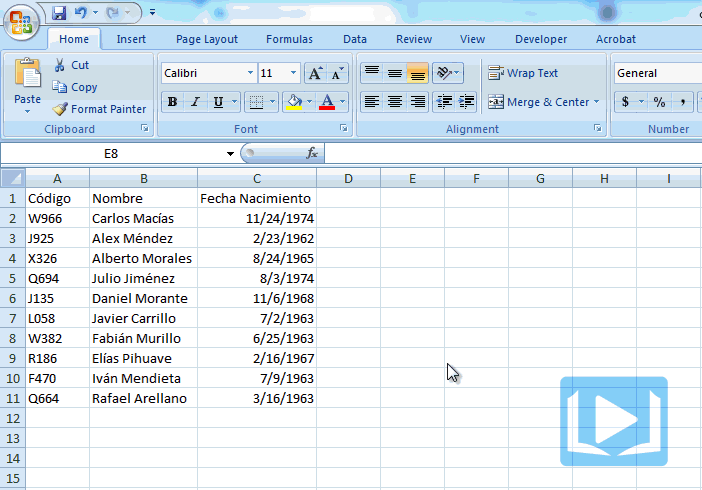 Home Insert Page Layout Formulas Data Review View Developer Acrobat
Cut
Copy
Format Painter
Paste
Clipboard
Calibri 11 A A
B I U A
Font
Wrap Text
Merge & Center
Alignment
General
$ % ,
Number
E8 fx
A B C D E F G H I
1 Código Nombre Fecha Nacimiento
2 W966 Carlos Macías 11/24/1974
3 J925 Alex Méndez 2/23/1962
4 X326 Alberto Morales 8/24/1965
5 Q694 Julio Jiménez 8/3/1974
6 J135 Daniel Morante 11/6/1968
7 L058 Javier Carrillo 7/2/1963
8 W382 Fabián Murillo 6/25/1963
9 R186 Elías Pihuave 2/16/1967
10 F470 Iván Mendieta 7/9/1963
11 Q664 Rafael Arellano 3/16/1963
12
13
14
15